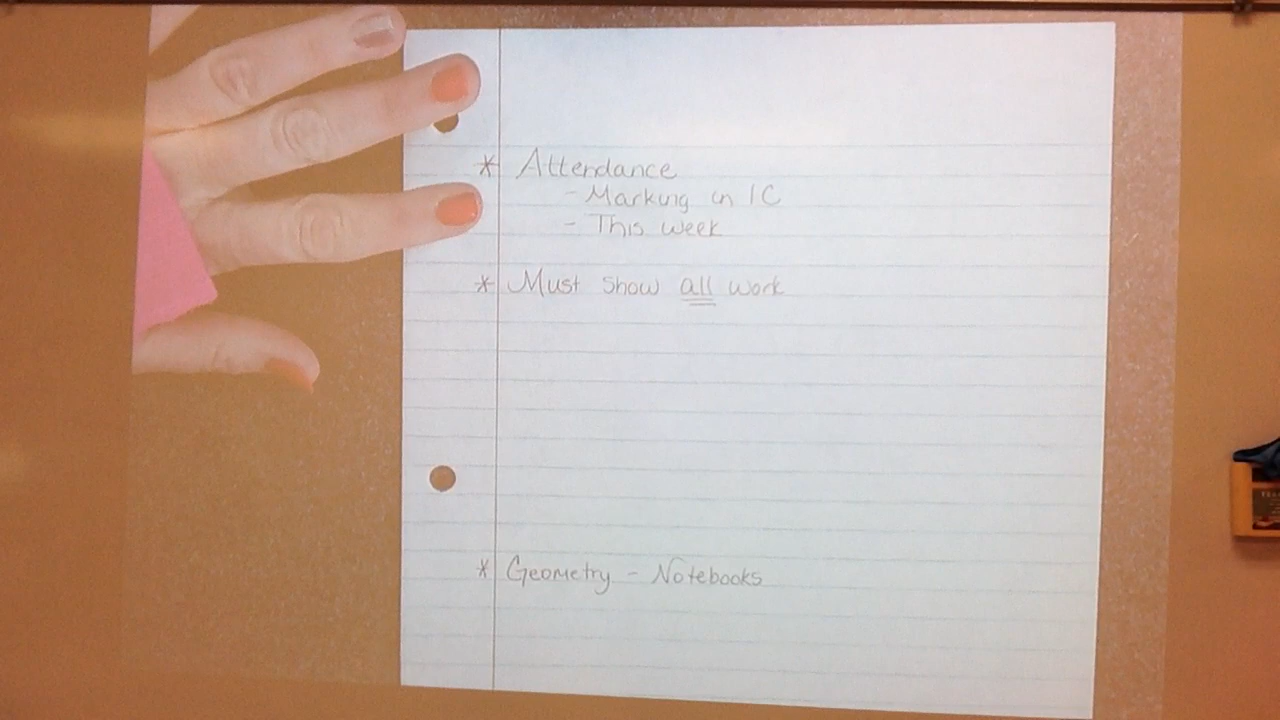 * Attendance
- Marking in IC
- This week
* Must show all work
* Geometry - Notebooks